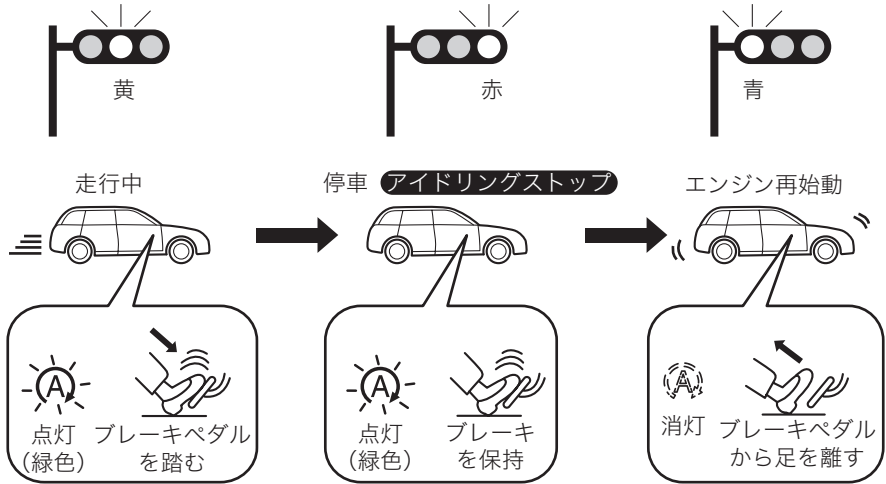 黄
赤
青
走行中
停車 アイドリングストップ
エンジン再始動
A
点灯
(緑色)
ブレーキペダル
を踏む
A
点灯
(緑色)
ブレーキ
を保持
A
消灯
ブレーキペダル
から足を離す